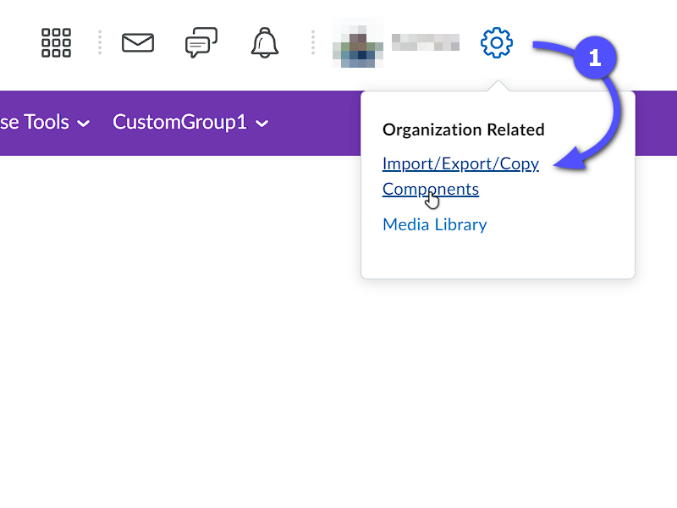 1
se Tools
CustomGroup1
Organization Related
Import/Export/Copy
Components
Media Library